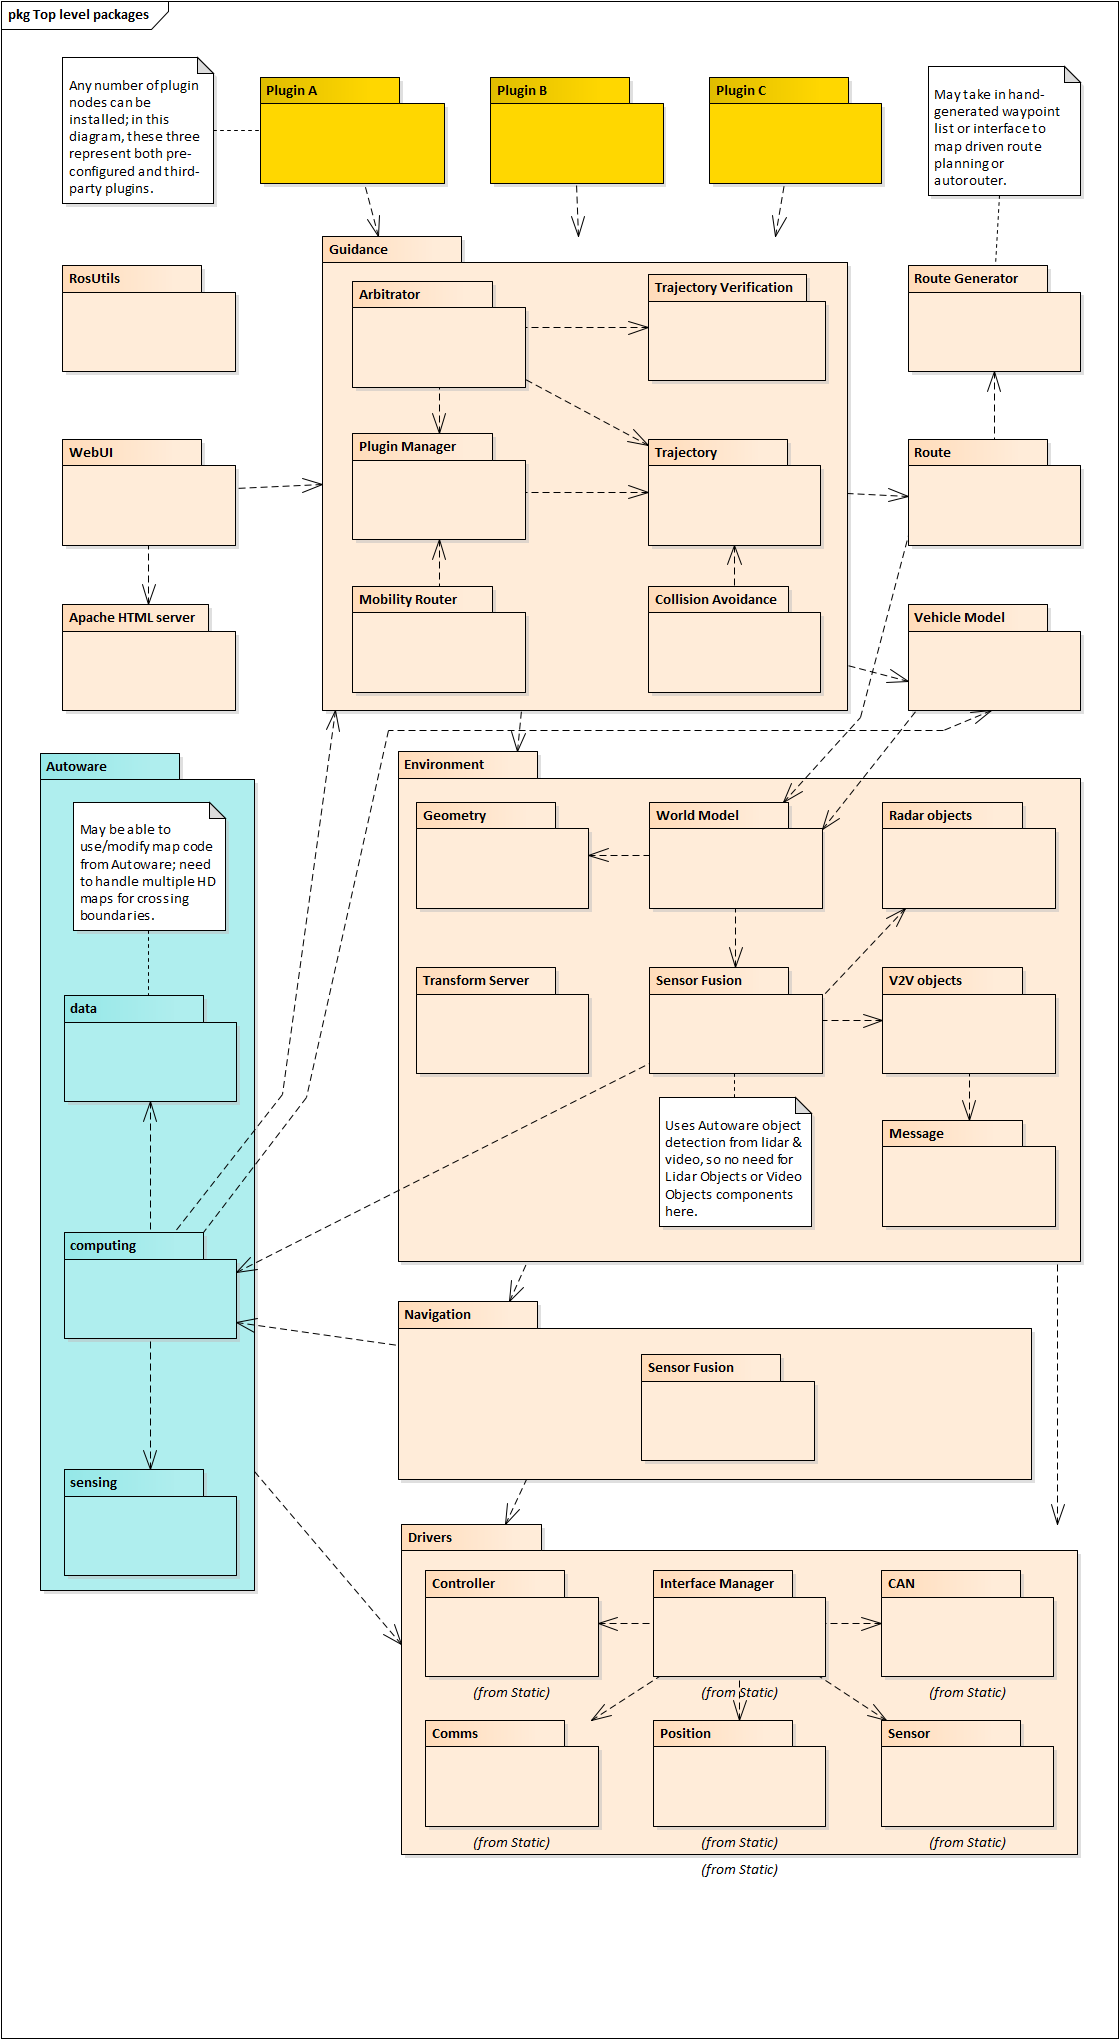 pkg Top level packages
Any number of plugin
nodes can be
installed; in this
diagram, these three
represent both pre-
configured and third-
party plugins.
Plugin A
Plugin B
Plugin C
May take in hand-
generated waypoint
list or interface to
map driven route
planning or
autorouter.
Guidance
RosUtils
Arbitrator
Trajectory Verification
Route Generator
WebUI
Plugin Manager
Trajectory
Route
Apache HTML server
Mobility Router
Collision Avoidance
Vehicle Model
Autoware
May be able to
use/modify map code
from Autoware; need
to handle multiple HD
maps for crossing
boundaries.
data
computing
sensing
Environment
Geometry
World Model
Radar objects
Transform Server
Sensor Fusion
V2V objects
Uses Autoware object
detection from lidar &
video, so no need for
Lidar Objects or Video
Objects components
here.
Message
Navigation
Sensor Fusion
Drivers
Controller
Interface Manager
CAN
(from Static)
(from Static)
(from Static)
Comms
Position
Sensor
(from Static)
(from Static)
(from Static)
(from Static)